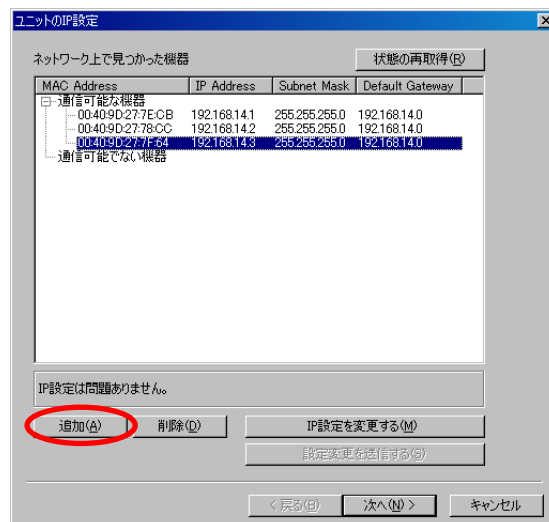 ユニットのIP設定
ネットワーク上で見つかった機器
状態の再取得(R)
MAC Address IP Address Subnet Mask Default Gateway
通信可能な機器
00:40:9D:27:7E:CB 192.168.14.1 255.255.255.0 192.168.14.0
00:40:9D:27:78:CC 192.168.14.2 255.255.255.0 192.168.14.0
00:40:9D:27:7F:64 192.168.14.3 255.255.255.0 192.168.14.0
通信可能でない機器
IP設定は問題ありません。
追加(A) 削除(D) IP設定を変更する(M)
設定変更を送信する(S)
< 戻る(B) 次へ(N) > キャンセル